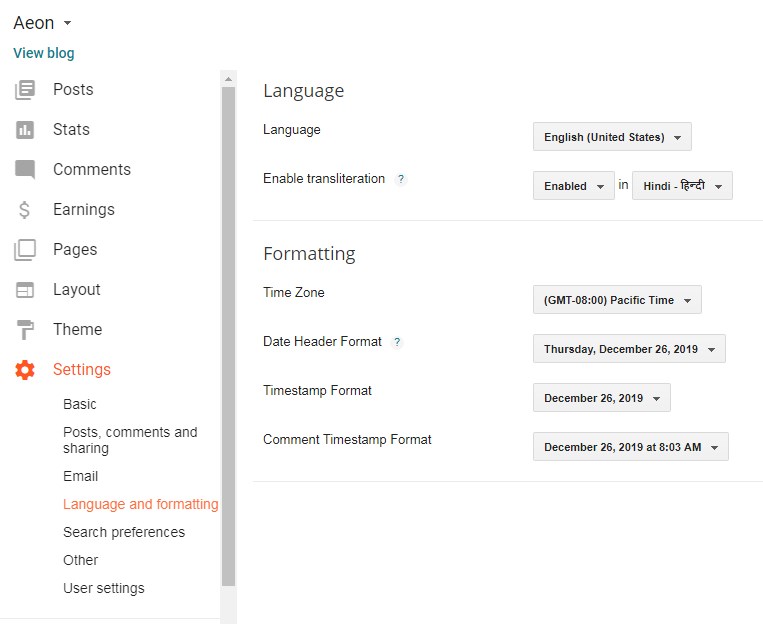 Aeon
View blog
Posts
Stats
Comments
Earnings
Pages
Layout
Theme
Settings
Basic
Posts, comments and
sharing
Email
Language and formatting
Search preferences
Other
User settings
Language
Language English (United States)
Enable transliteration ? Enabled in Hindi - हिन्दी
Formatting
Time Zone (GMT-08:00) Pacific Time
Date Header Format ? Thursday, December 26, 2019
Timestamp Format December 26, 2019
Comment Timestamp Format December 26, 2019 at 8:03 AM